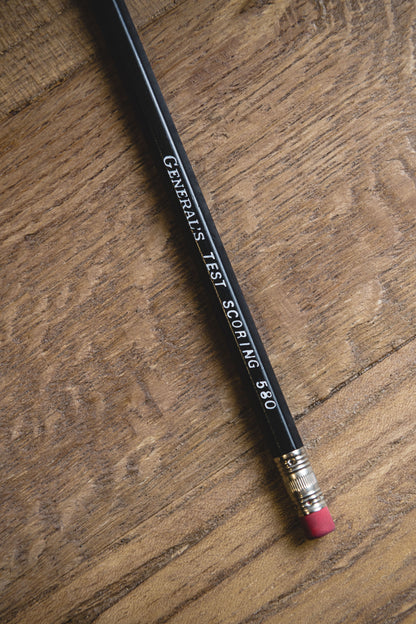 GENERAL'S TEST SCORING 580